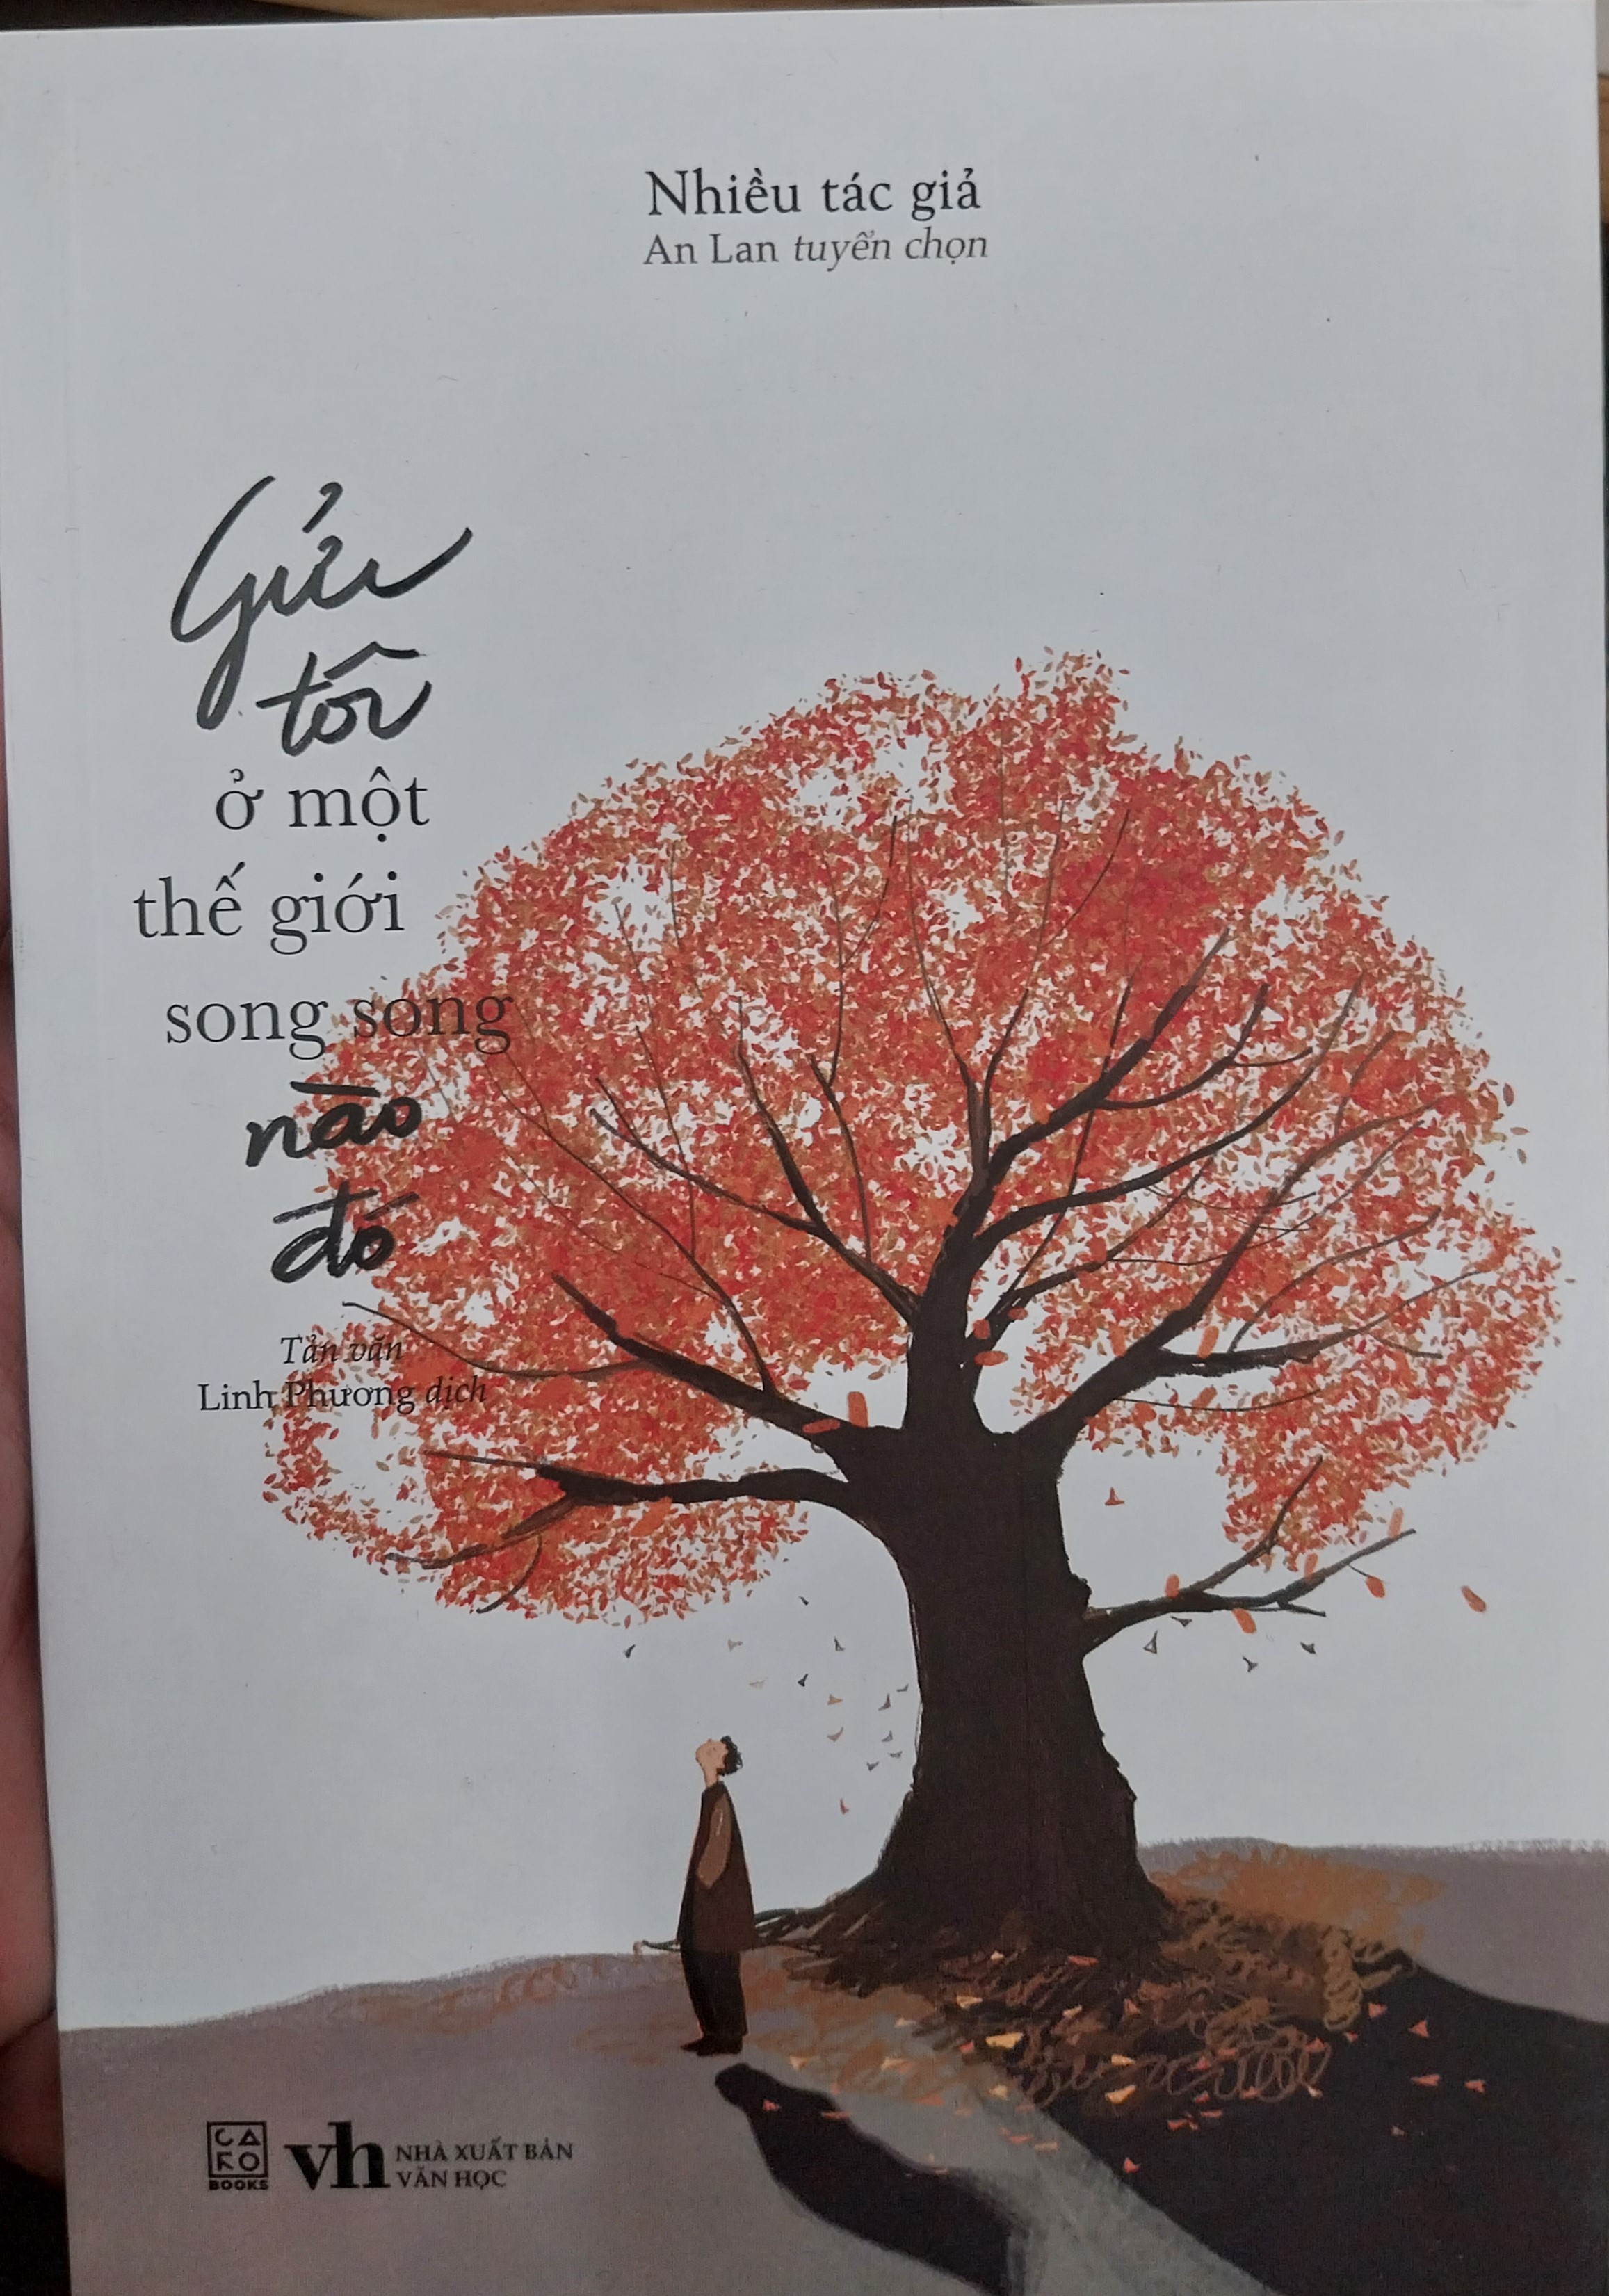 Nhiều tác giả
An Lan tuyển chọn
Gửi
tôi
ở một
thế giới
song song
nào
đó
Tản văn
Linh Phương dịch
CAKO
BOOKS
vh
NHÀ XUẤT BẢN
VĂN HỌC